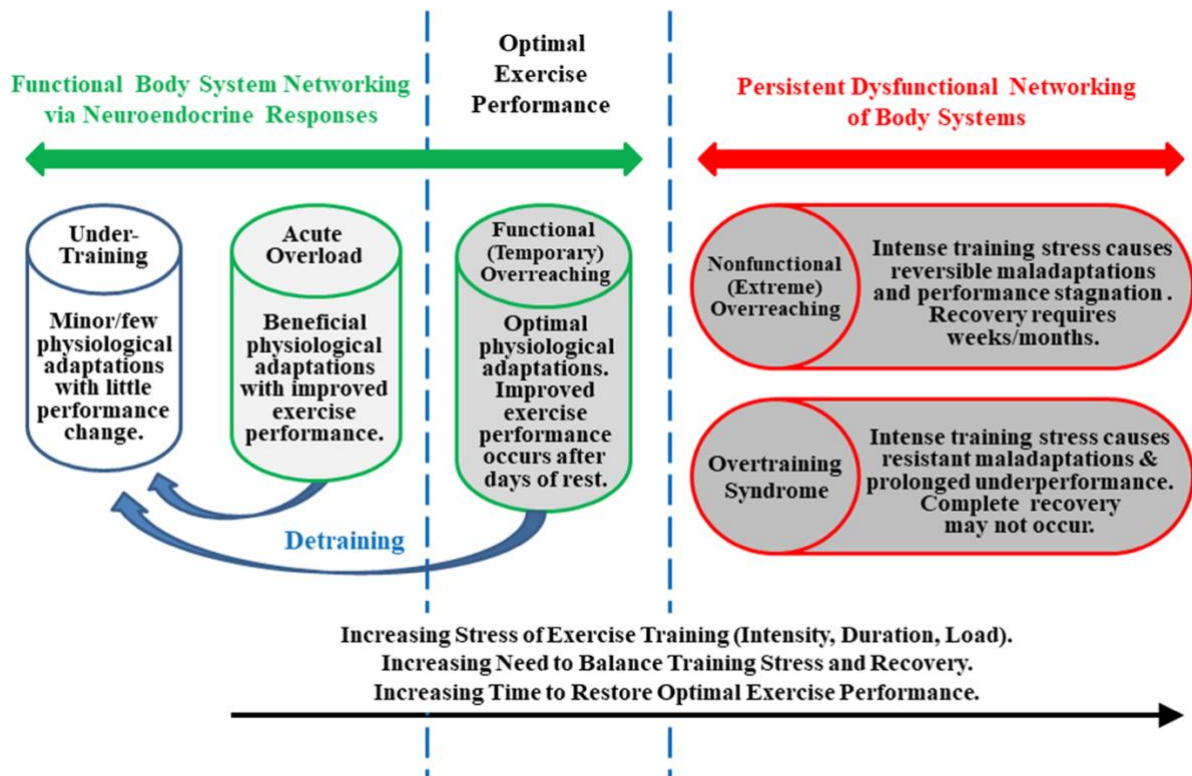 Functional Body System Networking
via Neuroendocrine Responses
Optimal
Exercise
Performance
Persistent Dysfunctional Networking
of Body Systems
Under-
Training
Minor/few
physiological
adaptations
with little
performance
change.
Acute
Overload
Beneficial
physiological
adaptations
with improved
exercise
performance.
Functional
(Temporary)
Overreaching
Optimal
physiological
adaptations.
Improved
exercise
performance
occurs after
days of rest.
Nonfunctional
(Extreme)
Overreaching
Intense training stress causes
reversible maladaptations
and performance stagnation .
Recovery requires
weeks/months.
Overtraining
Syndrome
Intense training stress causes
resistant maladaptations &
prolonged underperformance.
Complete recovery
may not occur.
Detraining
Increasing Stress of Exercise Training (Intensity, Duration, Load).
Increasing Need to Balance Training Stress and Recovery.
Increasing Time to Restore Optimal Exercise Performance.